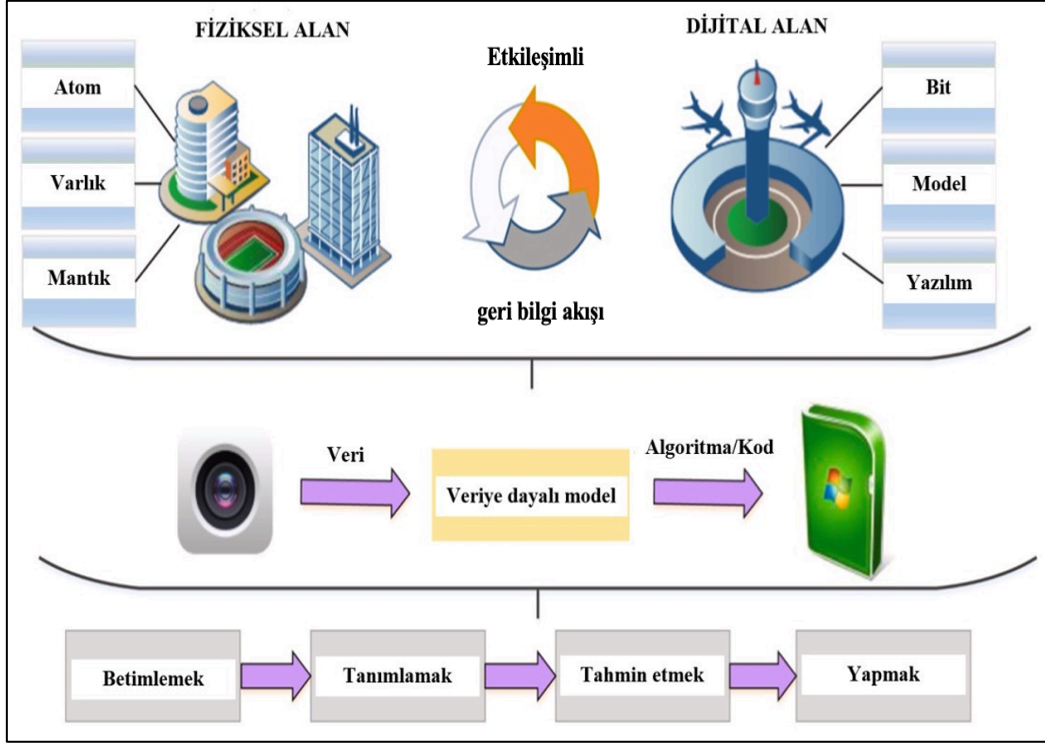 FİZİKSEL ALAN
DİJİTAL ALAN
Etkileşimli
geri bilgi akışı
Atom
Varlık
Mantık
Bit
Model
Yazılım
Veri
Veriye dayalı model
Algoritma/Kod
Betimlemek
Tanımlamak
Tahmin etmek
Yapmak